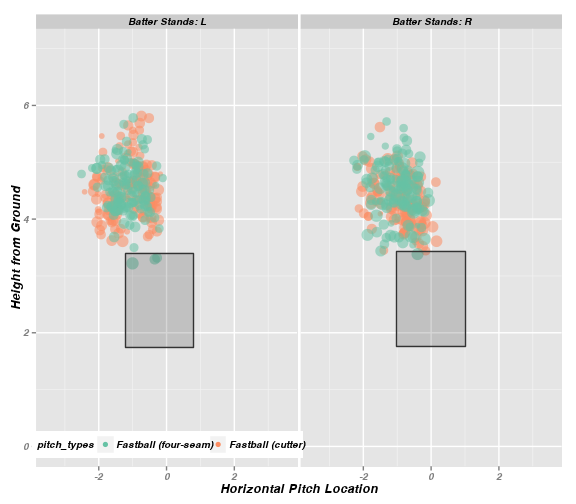 Batter Stands: L
Batter Stands: R
Height from Ground
6
4
2
0
pitch_types Fastball (four-seam) Fastball (cutter)
-2 0 2 -2 0 2
Horizontal Pitch Location